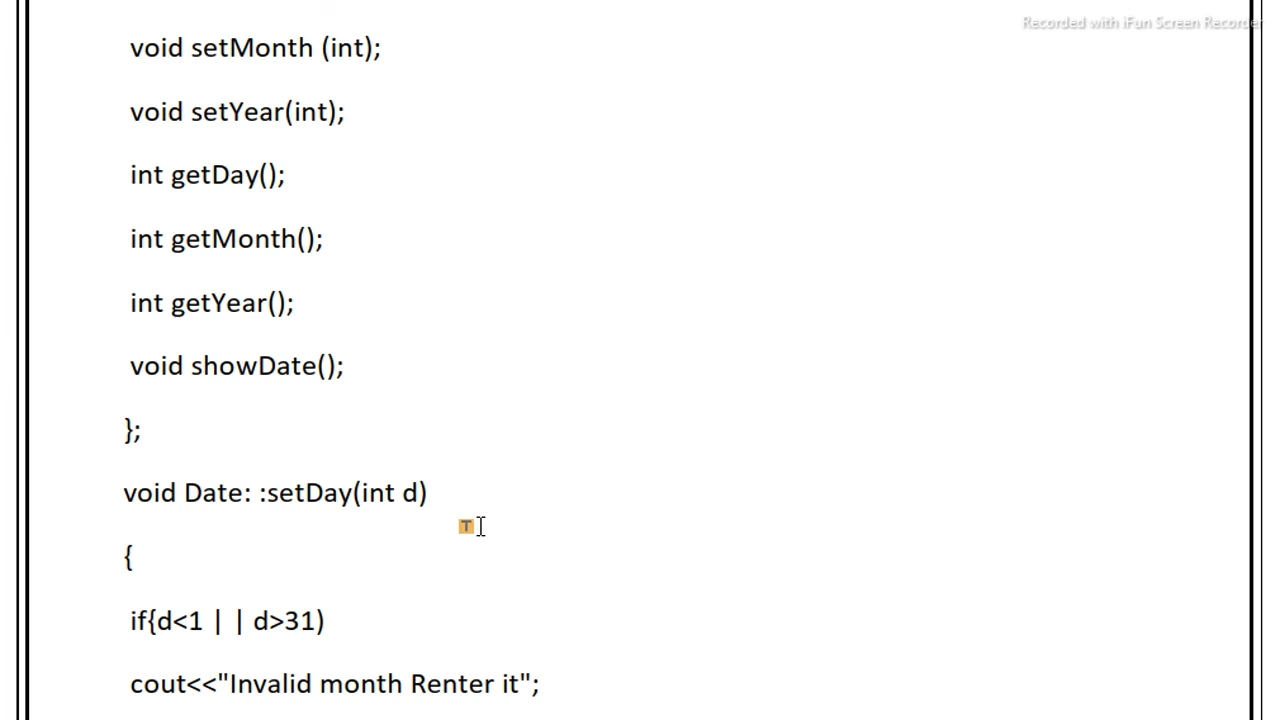 Recorded with iFun Screen Recorder
void setMonth (int);
void setYear(int);
int getDay();
int getMonth();
int getYear();
void showDate();
};
void Date: :setDay(int d)
T
{
if{d<1 | | d>31)
cout<<"Invalid month Renter it";